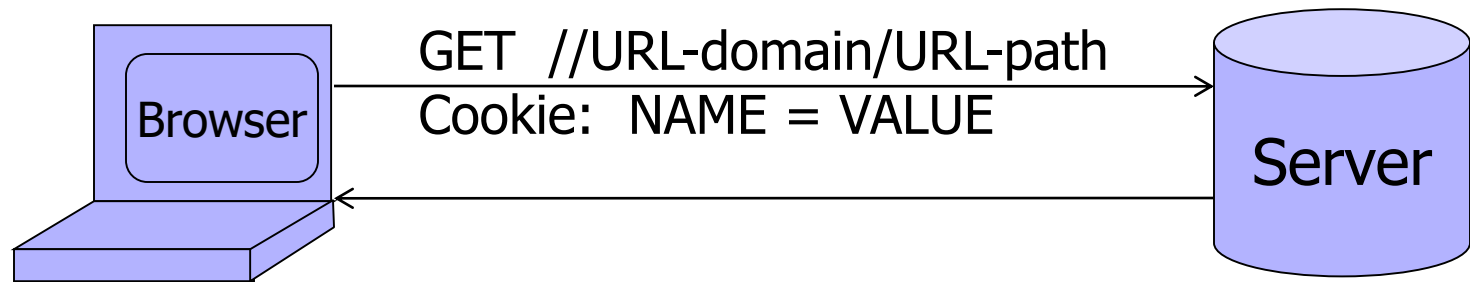 GET //URL-domain/URL-path
Browser
Cookie: NAME = VALUE
Server